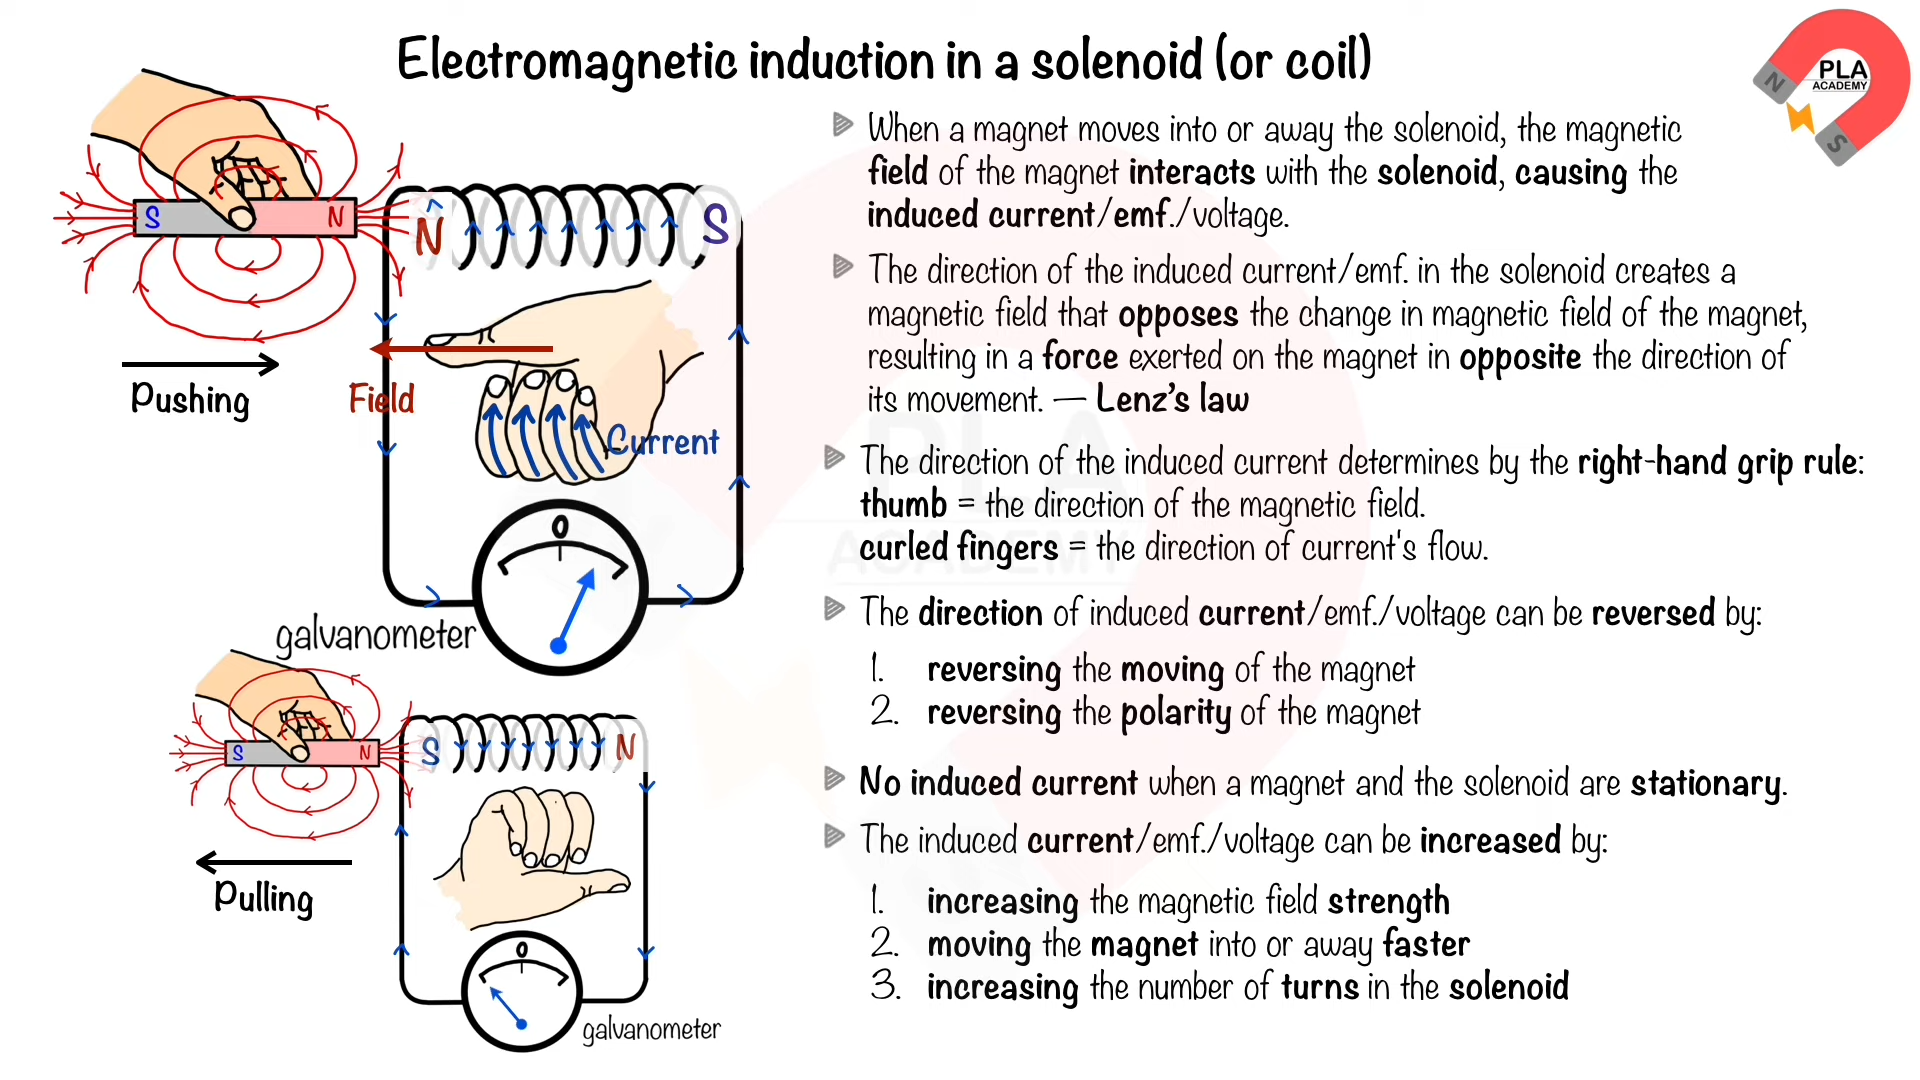 Electromagnetic induction in a solenoid (or coil)
PLA
ACADEMY
N
S
When a magnet moves into or away the solenoid, the magnetic
field of the magnet interacts with the solenoid, causing the
induced current/emf./voltage.
The direction of the induced current/emf. in the solenoid creates a
magnetic field that opposes the change in magnetic field of the magnet,
resulting in a force exerted on the magnet in opposite the direction of
its movement. — Lenz's law
The direction of the induced current determines by the right-hand grip rule:
thumb = the direction of the magnetic field.
curled fingers = the direction of current's flow.
The direction of induced current/emf./voltage can be reversed by:
1. reversing the moving of the magnet
2. reversing the polarity of the magnet
No induced current when a magnet and the solenoid are stationary.
The induced current/emf./voltage can be increased by:
1. increasing the magnetic field strength
2. moving the magnet into or away faster
3. increasing the number of turns in the solenoid
S N
N S
Pushing
Field
Current
0
galvanometer
S N
S N
Pulling
0
galvanometer
PLA
ACADEMY